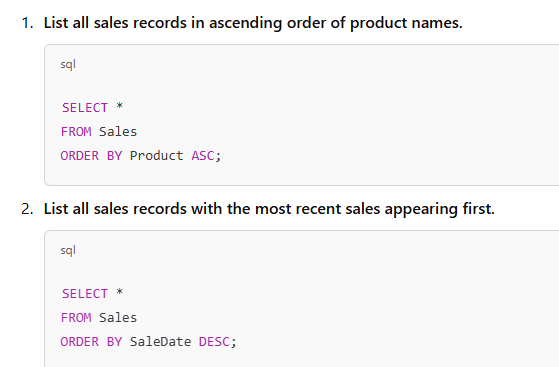 1. List all sales records in ascending order of product names.
sql
SELECT *
FROM Sales
ORDER BY Product ASC;
2. List all sales records with the most recent sales appearing first.
sql
SELECT *
FROM Sales
ORDER BY SaleDate DESC;